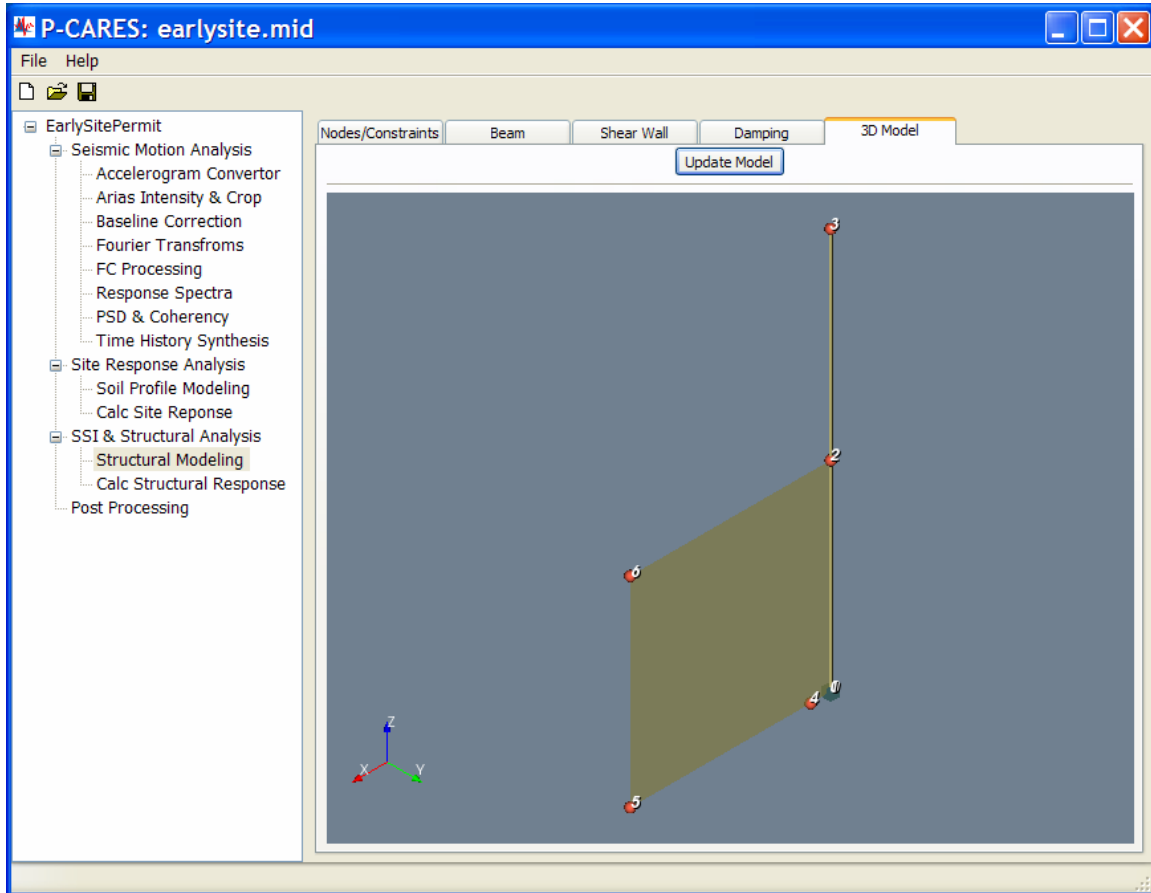 P-CARES: earlysite.mid
File Help
EarlySitePermit
Seismic Motion Analysis
Accelerogram Convertor
Arias Intensity & Crop
Baseline Correction
Fourier Transfroms
FC Processing
Response Spectra
PSD & Coherency
Time History Synthesis
Site Response Analysis
Soil Profile Modeling
Calc Site Reponse
SSI & Structural Analysis
Structural Modeling
Calc Structural Response
Post Processing
Nodes/Constraints Beam Shear Wall Damping 3D Model
Update Model
3
2
6
4
5
Z
X Y